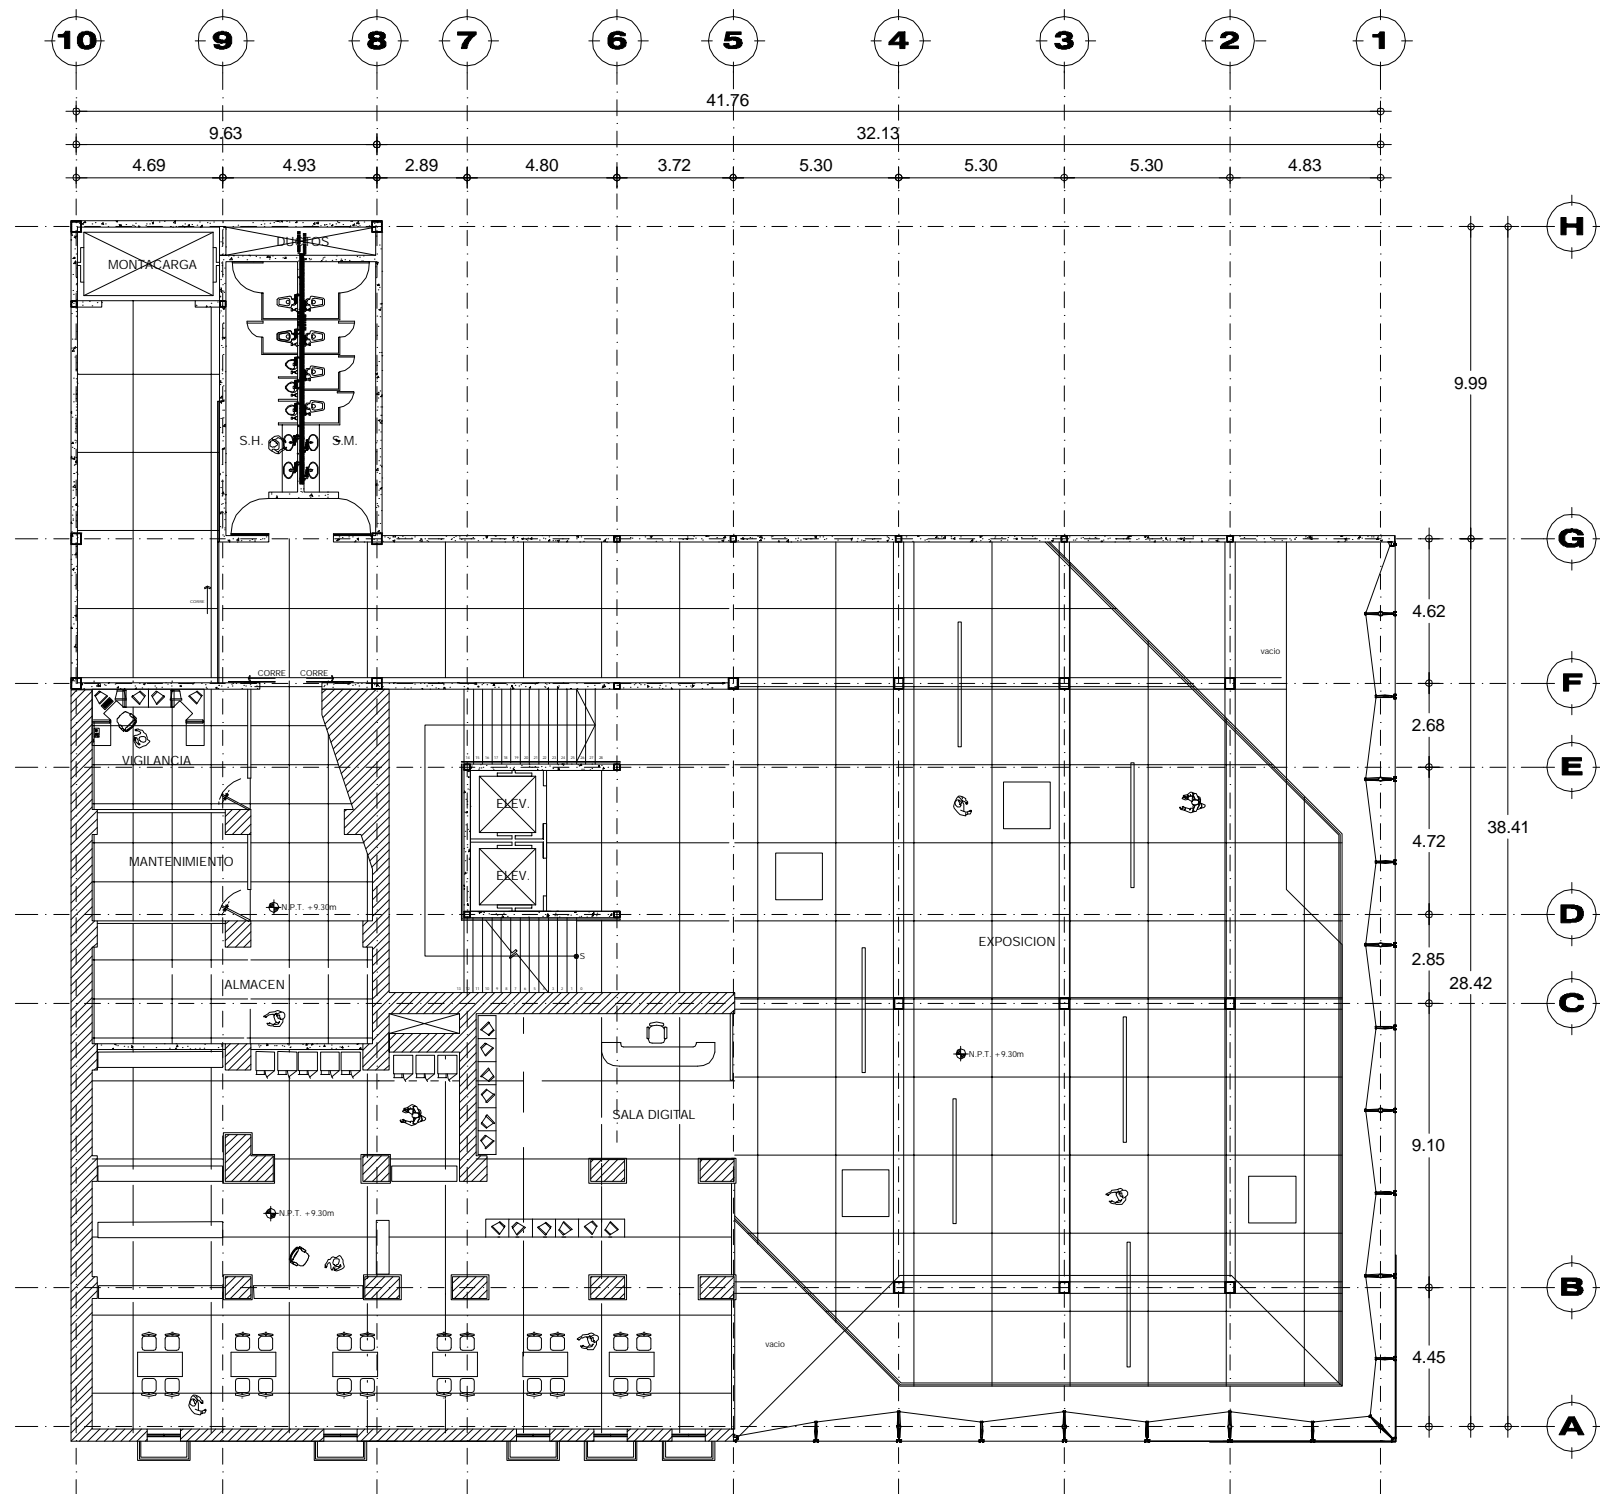 10 9 8 7 6 5 4 3 2 1
41.76
9.63 32.13
4.69 4.93 2.89 4.80 3.72 5.30 5.30 5.30 4.83
H
DUCTOS
MONTACARGA
9.99
S.H. S.M.
G
CORRE
4.62
vacio
CORRE CORRE
F
2.68
VIGILANCIA
E
ELEV.
38.41
4.72
MANTENIMIENTO
ELEV.
N.P.T. +9.30m
D
EXPOSICION
S
2.85
ALMACEN
28.42
C
N.P.T. +9.30m
SALA DIGITAL
9.10
N.P.T. +9.30m
B
vacio
4.45
A